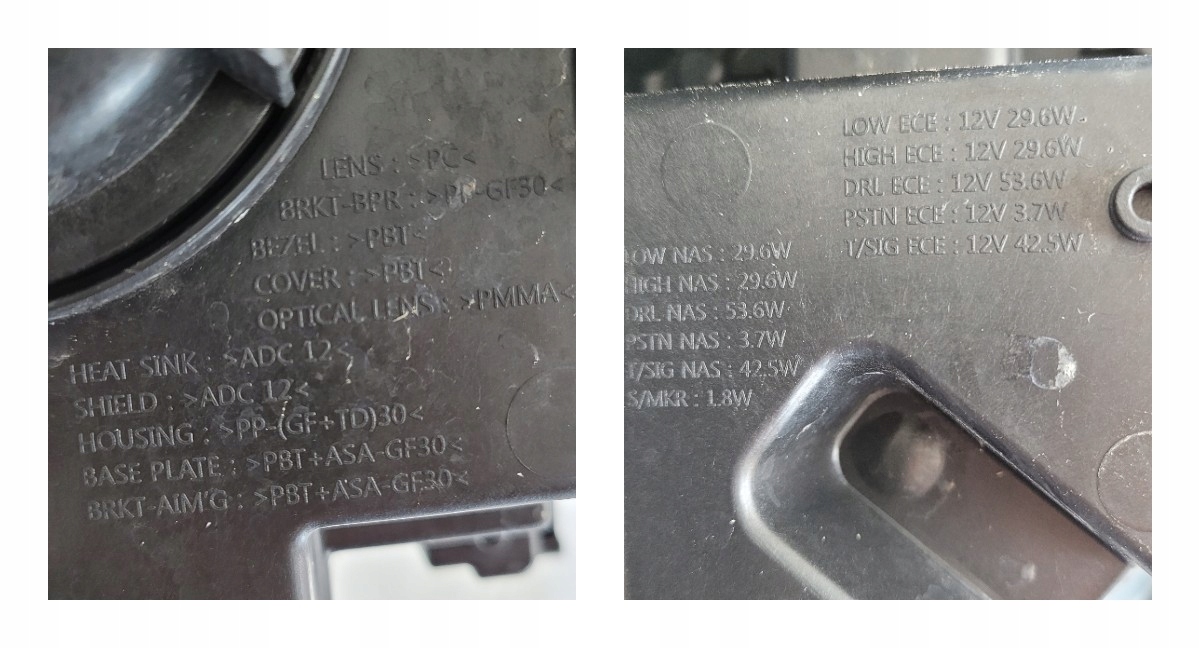 LENS : >PC<
BRKT-BPR : >PP-GF30<
BEZEL : >PBT<
COVER : >PBT<
OPTICAL LENS : >PMMA<
HEAT SINK : >ADC 12<
SHIELD : >ADC 12<
HOUSING : >PP-(GF+TD)30<
BASE PLATE : >PBT+ASA-GF30<
BRKT-AIM'G : >PBT+ASA-GF30<
LOW ECE : 12V 29.6W
HIGH ECE : 12V 29.6W
DRL ECE : 12V 53.6W
PSTN ECE : 12V 3.7W
T/SIG ECE : 12V 42.5W
LOW NAS : 29.6W
HIGH NAS : 29.6W
DRL NAS : 53.6W
PSTN NAS : 3.7W
T/SIG NAS : 42.5W
S/MKR : 1.8W